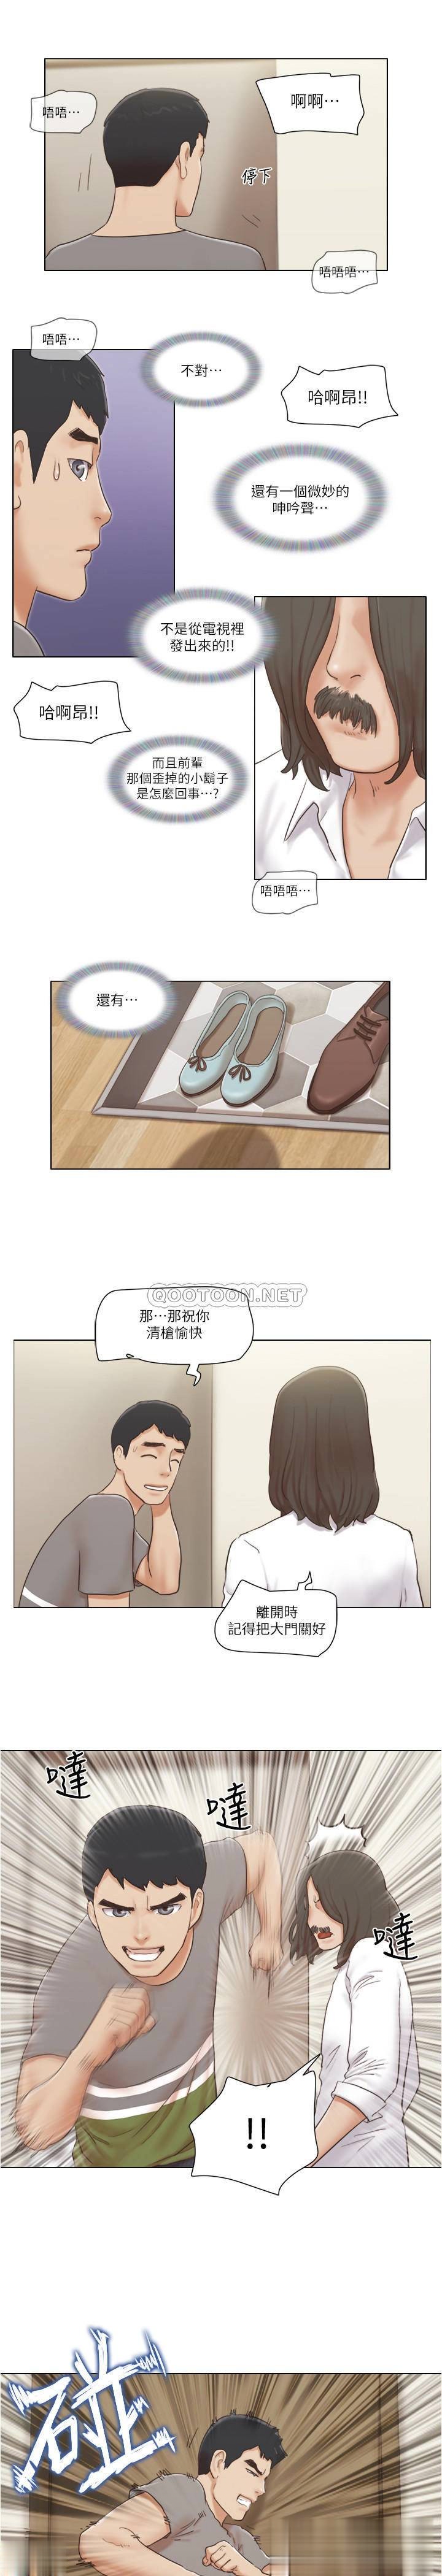 啊啊…
唔唔…
停下
唔唔唔…
唔唔…
不對…
哈啊昂!!
還有一個微妙的
呻吟聲…
不是從電視裡
發出來的!!
哈啊昂!!
而且前輩
那個歪掉的小鬍子
是怎麼回事…?
唔唔唔…
還有…
QOOTOON.NET
那…那祝你
清槍愉快
離開時
記得把大門關好
噠
噠
噠
!!
碰